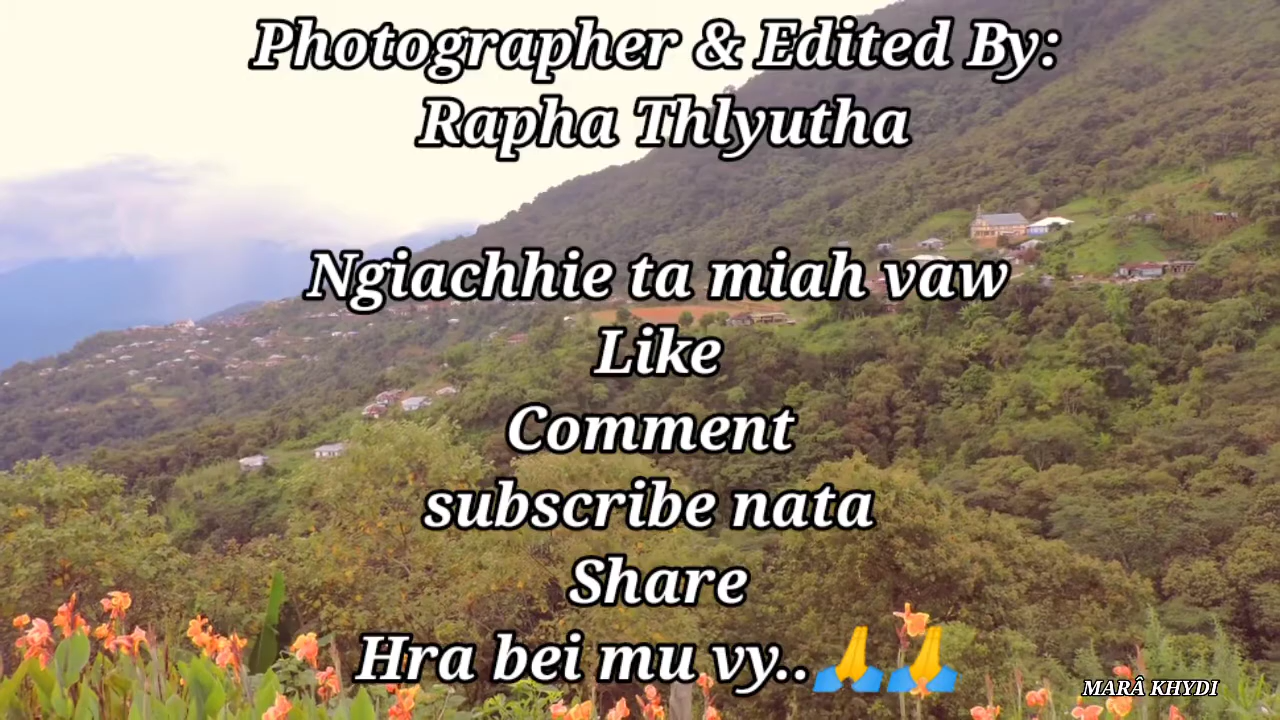 Photographer & Edited By:
Rapha Thlyutha
Ngiachhie ta miah vaw
Like
Comment
subscribe nata
Share
Hra bei mu vy..🙏🙏
MARÂ KHYDI